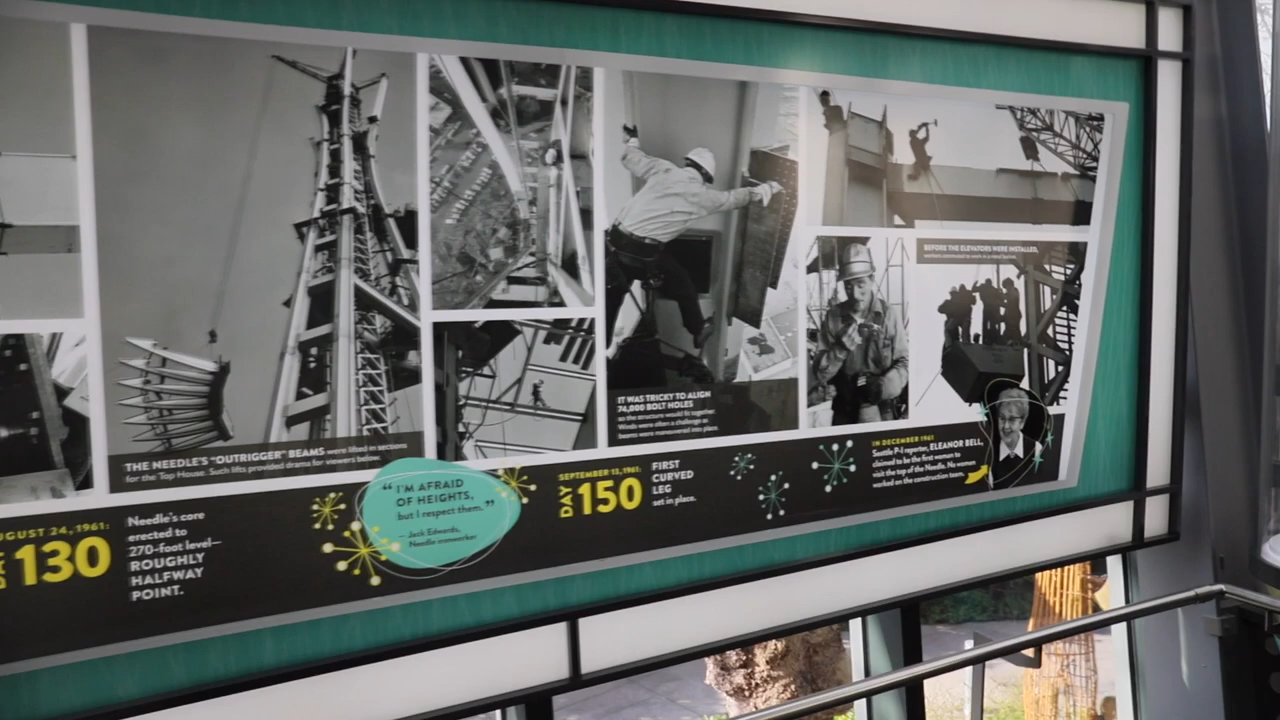 THE NEEDLE'S "OUTRIGGER" BEAMS were lifted in sections
for the Top House. Such lifts provided drama for viewers below.
IT WAS TRICKY TO ALIGN
74,000 BOLT HOLES
so the structure would fit together.
Winds were often a challenge as
beams were maneuvered into place.
BEFORE THE ELEVATORS WERE INSTALLED,
workers commuted to work in
UGUST 24, 1961:
130
Needle's core
erected to
270-foot level—
ROUGHLY
HALFWAY
POINT.
"I'M AFRAID
OF HEIGHTS,
but I respect them."
— Jack Edwards,
Needle ironworker
SEPTEMBER 13, 1961:
DAY 150
FIRST
CURVED
LEG
set in place.
IN DECEMBER 1961
Seattle P-I reporter, ELEANOR BELL,
claimed to be the first woman to
visit the top of the Needle. No women
worked on the construction team.